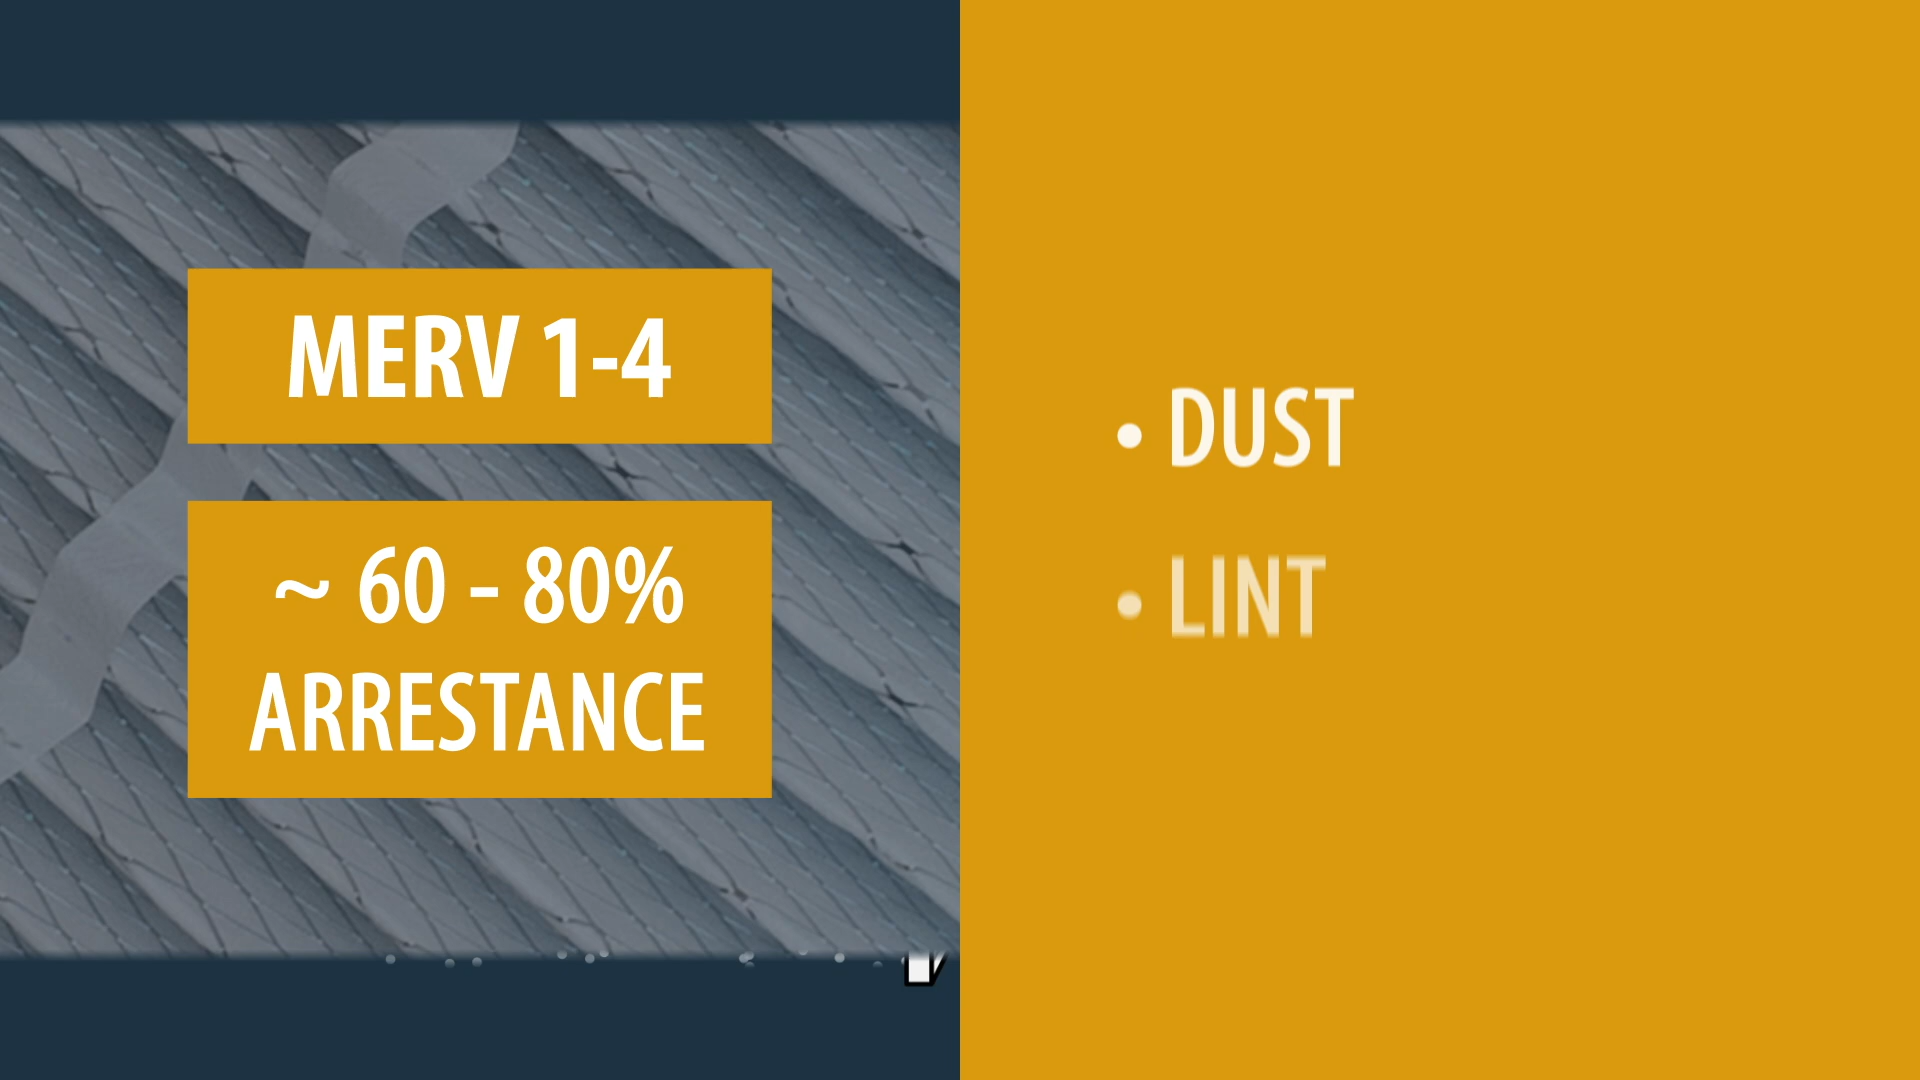 MERV 1-4
~ 60 - 80%
ARRESTANCE
• DUST
• LINT